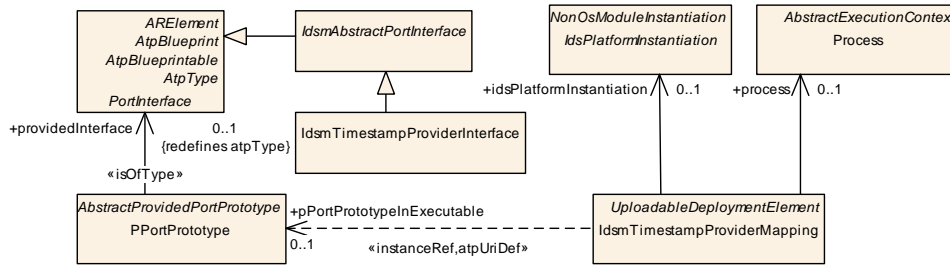 ARElement
AtpBlueprint
AtpBlueprintable
AtpType
PortInterface
IdsmAbstractPortInterface
NonOsModuleInstantiation
IdsPlatformInstantiation
AbstractExecutionContext
Process
+idsPlatformInstantiation
0..1
+process
0..1
+providedInterface
0..1
{redefines atpType}
IdsmTimestampProviderInterface
«isOfType»
AbstractProvidedPortPrototype
PPortPrototype
+pPortPrototypeInExecutable
0..1
«instanceRef,atpUriDef»
UploadableDeploymentElement
IdsmTimestampProviderMapping